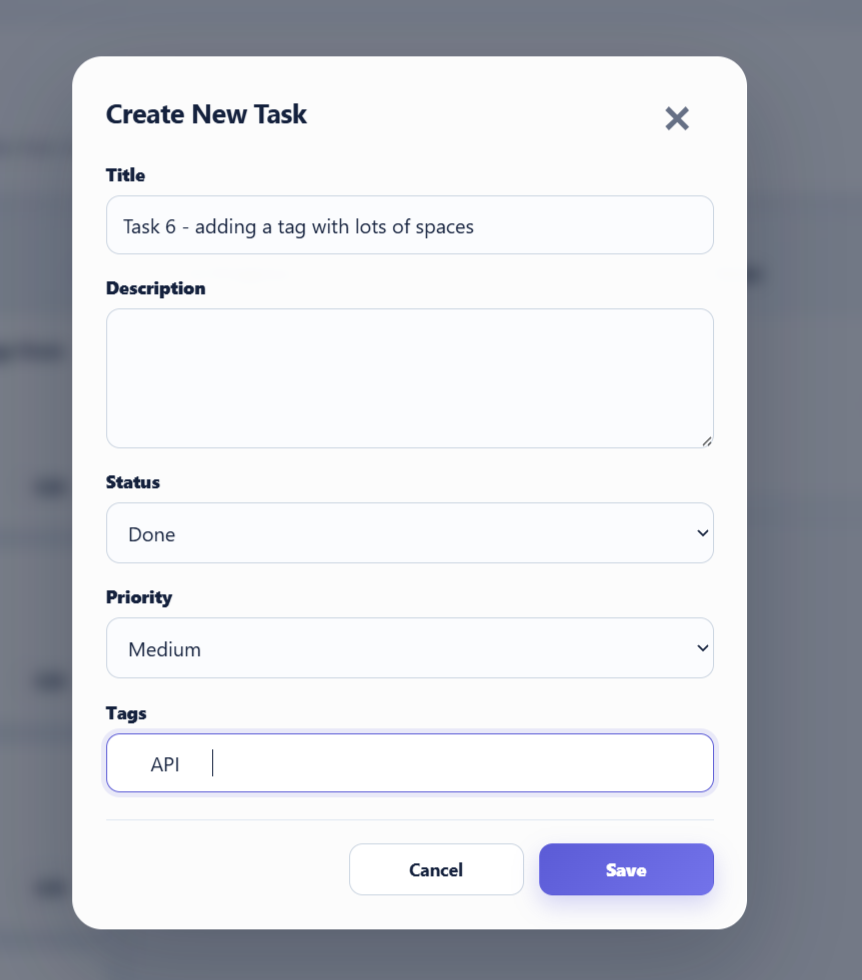 Create New Task
Title
Task 6 - adding a tag with lots of spaces
Description
Status
Done
Priority
Medium
Tags
API
Cancel
Save